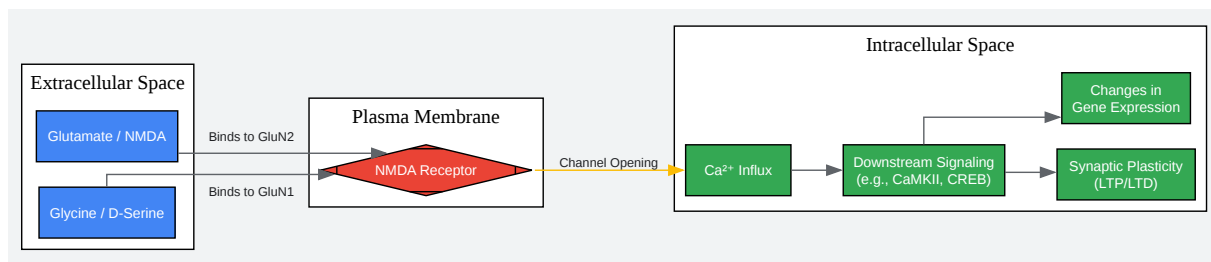 Extracellular Space
Glutamate / NMDA
Glycine / D-Serine
Binds to GluN2
Binds to GluN1
Plasma Membrane
NMDA Receptor
Channel Opening
Intracellular Space
Ca²⁺ Influx
Downstream Signaling
(e.g., CaMKII, CREB)
Changes in
Gene Expression
Synaptic Plasticity
(LTP/LTD)